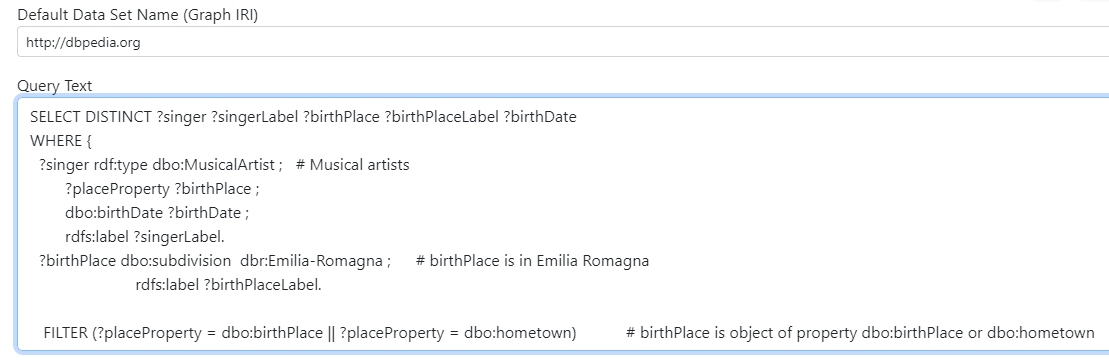 Default Data Set Name (Graph IRI)
http://dbpedia.org
Query Text
SELECT DISTINCT ?singer ?singerLabel ?birthPlace ?birthPlaceLabel ?birthDate
WHERE {
?singer rdf:type dbo:MusicalArtist ; # Musical artists
?placeProperty ?birthPlace ;
dbo:birthDate ?birthDate ;
rdfs:label ?singerLabel.
?birthPlace dbo:subdivision dbr:Emilia-Romagna ; # birthPlace is in Emilia Romagna
rdfs:label ?birthPlaceLabel.
FILTER (?placeProperty = dbo:birthPlace || ?placeProperty = dbo:hometown) # birthPlace is object of property dbo:birthPlace or dbo:hometown